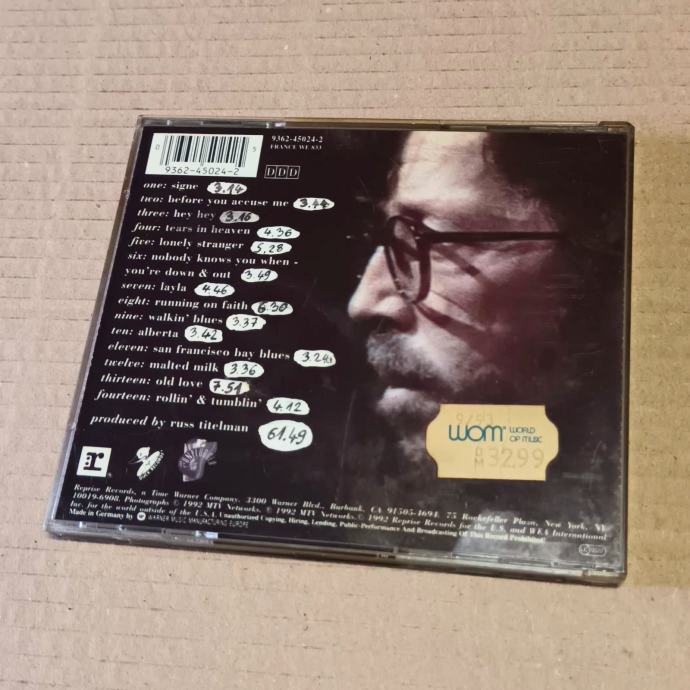 0
5
9362-45024-2
9362-45024-2
FRANCE WE 833
DDD
one: signe 3.14
two: before you accuse me 3.44
three: hey hey 3.16
four: tears in heaven 4.36
five: lonely stranger 5.28
six: nobody knows you when -
you're down & out 3.49
seven: layla 4.46
eight: running on faith 6.30
nine: walkin' blues 3.37
ten: alberta 3.42
eleven: san francisco bay blues 3.24
twelve: malted milk 3.36
thirteen: old love 7.51
fourteen: rollin' & tumblin' 4.12
produced by russ titelman 61.49
9/93
wom WORLD
OF MUSIC
DM 32.99
r
Reprise Records, a Time Warner Company, 3300 Warner Blvd., Burbank, CA 91505-4694, 75 Rockefeller Plaza, New York, NY
10019-6908. Photographs © 1992 MTV Networks. © 1992 MTV Networks. © 1992 Reprise Records for the U.S. and WEA International
Inc. for the world outside of the U.S. Unauthorized Copying, Hiring, Lending, Public Performance And Broadcasting Of This Record Prohibited!
Made in Germany by WARNER MUSIC MANUFACTURING EUROPE